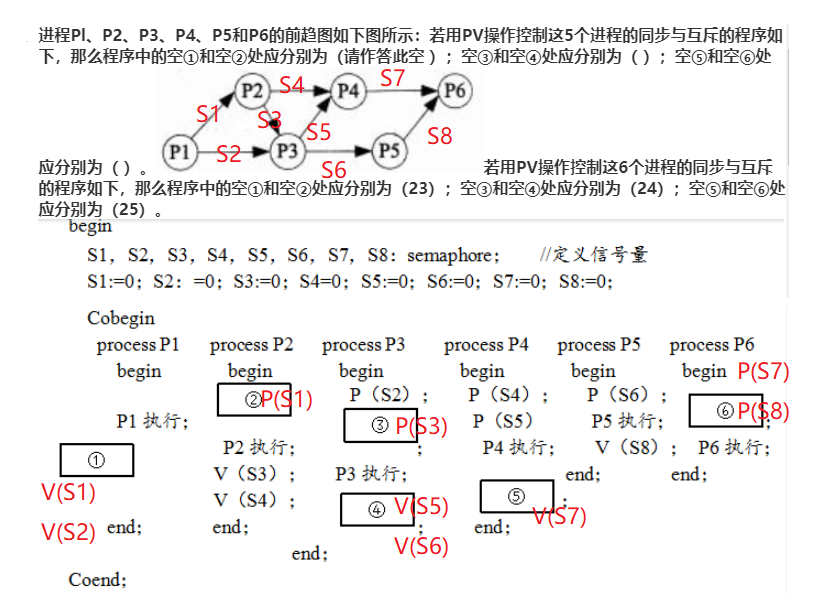 进程Pl、P2、P3、P4、P5和P6的前趋图如下图所示：若用PV操作控制这5个进程的同步与互斥的程序如
下，那么程序中的空①和空②处应分别为（请作答此空 ）；空③和空④处应分别为（ ）；空⑤和空⑥处
P2 S4 P4 S7 P6
S1 S3 S5 S8
P1 S2 P3 S6 P5
应分别为（ ）。 若用PV操作控制这6个进程的同步与互斥
的程序如下，那么程序中的空①和空②处应分别为（23）；空③和空④处应分别为（24）；空⑤和空⑥处
应分别为（25）。
begin
S1，S2，S3，S4，S5，S6，S7，S8：semaphore； //定义信号量
S1:=0；S2：=0；S3:=0；S4=0；S5:=0；S6:=0；S7:=0；S8:=0；
Cobegin
process P1 process P2 process P3 process P4 process P5 process P6
begin begin begin begin begin begin P(S7)
②P(S1) P（S2）； P（S4）； P（S6）； ⑥P(S8)；
P1 执行； ③ P(S3)； P（S5） P5 执行；
① P2 执行； P4 执行； V（S8）； P6 执行；
V（S3）； P3 执行； end； end；
V(S1) V（S4）； ④ V(S5)； ⑤ V(S7)；
V(S2) end； end； end；
V(S6)
end；
Coend；